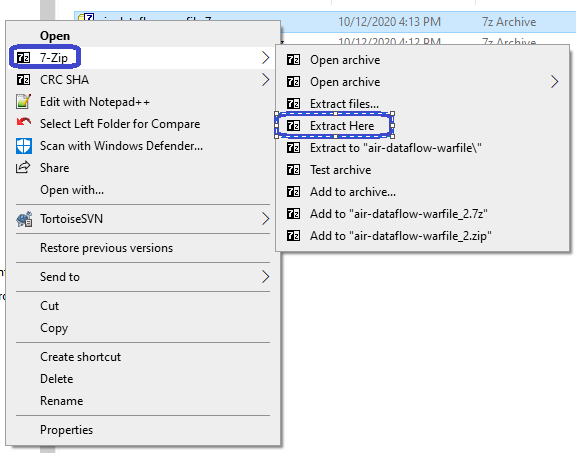 10/12/2020 4:13 PM 7z Archive
10/12/2020 4:12 PM 7z Archive
Open
7-Zip
CRC SHA
Edit with Notepad++
Select Left Folder for Compare
Scan with Windows Defender...
Share
Open with...
TortoiseSVN
Restore previous versions
Send to
Cut
Copy
Create shortcut
Delete
Rename
Properties
Open archive
Open archive
Extract files...
Extract Here
Extract to "air-dataflow-warfile\"
Test archive
Add to archive...
Add to "air-dataflow-warfile_2.7z"
Add to "air-dataflow-warfile_2.zip"